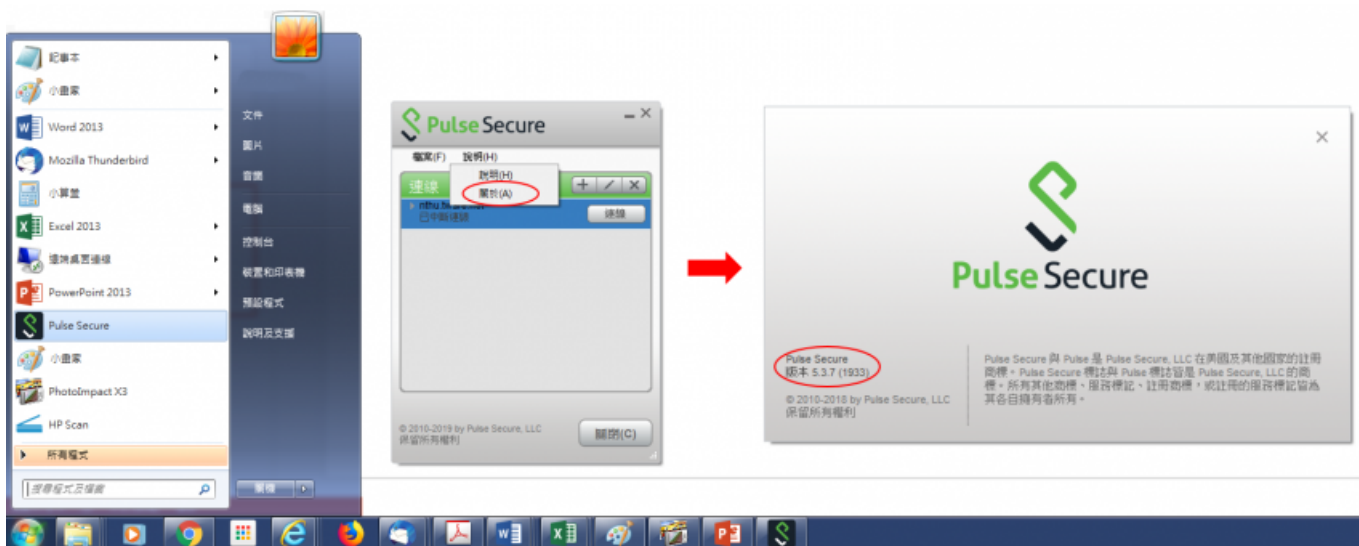 記事本
小畫家
Word 2013
Mozilla Thunderbird
小算盤
Excel 2013
遠端桌面連線
PowerPoint 2013
Pulse Secure
小畫家
PhotoImpact X3
HP Scan
所有程式
搜尋程式及檔案
文件
圖片
音樂
電腦
控制台
裝置和印表機
預設程式
說明及支援
關機
Pulse Secure
檔案(F) 說明(H)
說明(H)
關於(A)
連線
已中斷連線
連線
© 2010-2019 by Pulse Secure, LLC
保留所有權利
關閉(C)
Pulse Secure
Pulse Secure
版本 5.3.7 (1933)
© 2010-2018 by Pulse Secure, LLC
保留所有權利
Pulse Secure 與 Pulse 是 Pulse Secure, LLC 在美國及其他國家的註冊
商標。Pulse Secure 標誌與 Pulse 標誌皆是 Pulse Secure, LLC 的商
標。所有其他商標、服務標記、註冊商標，或註冊的服務標記皆為
其各自擁有者所有。